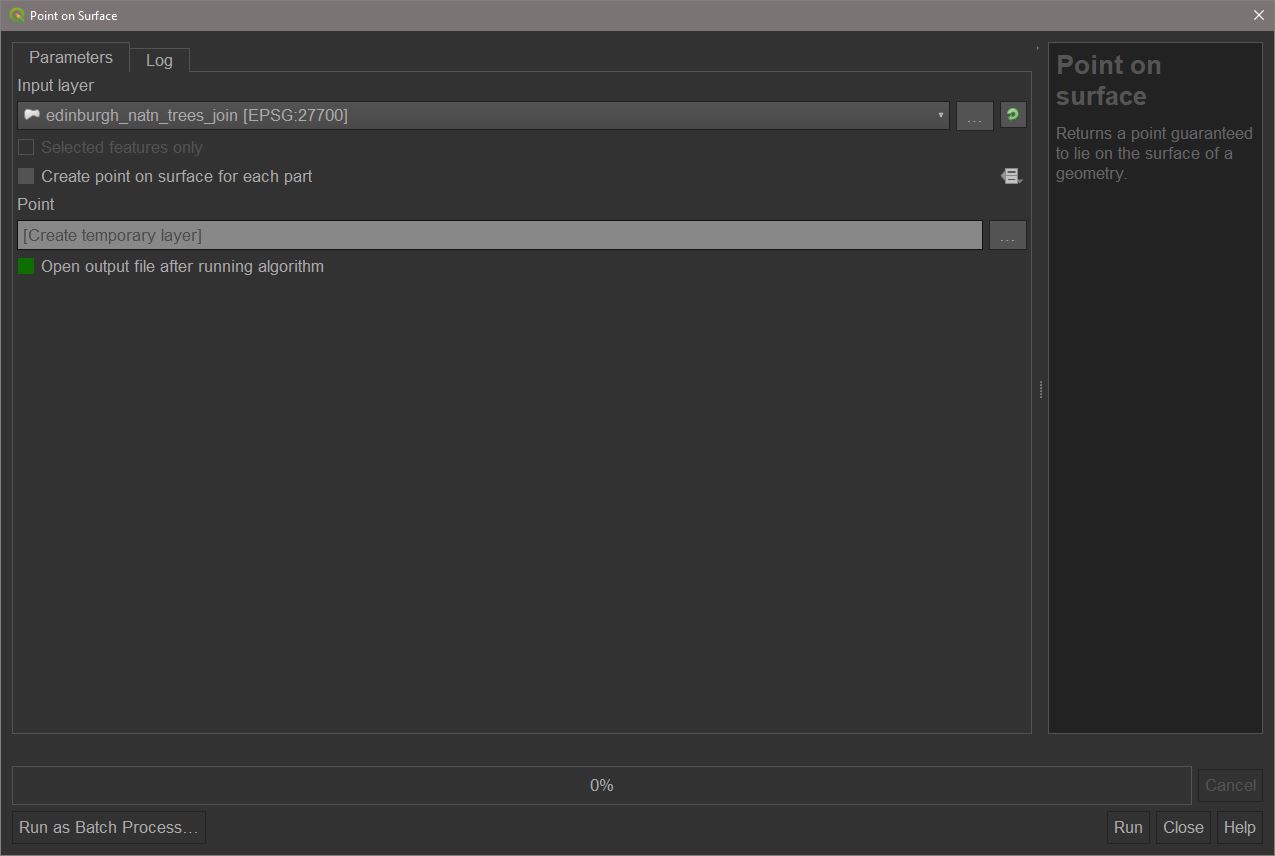 Point on Surface
Parameters
Log
Input layer
edinburgh_natn_trees_join [EPSG:27700]
...
Selected features only
Create point on surface for each part
Point
[Create temporary layer]
...
Open output file after running algorithm
Point on
surface
Returns a point guaranteed
to lie on the surface of a
geometry.
0%
Cancel
Run as Batch Process...
Run
Close
Help